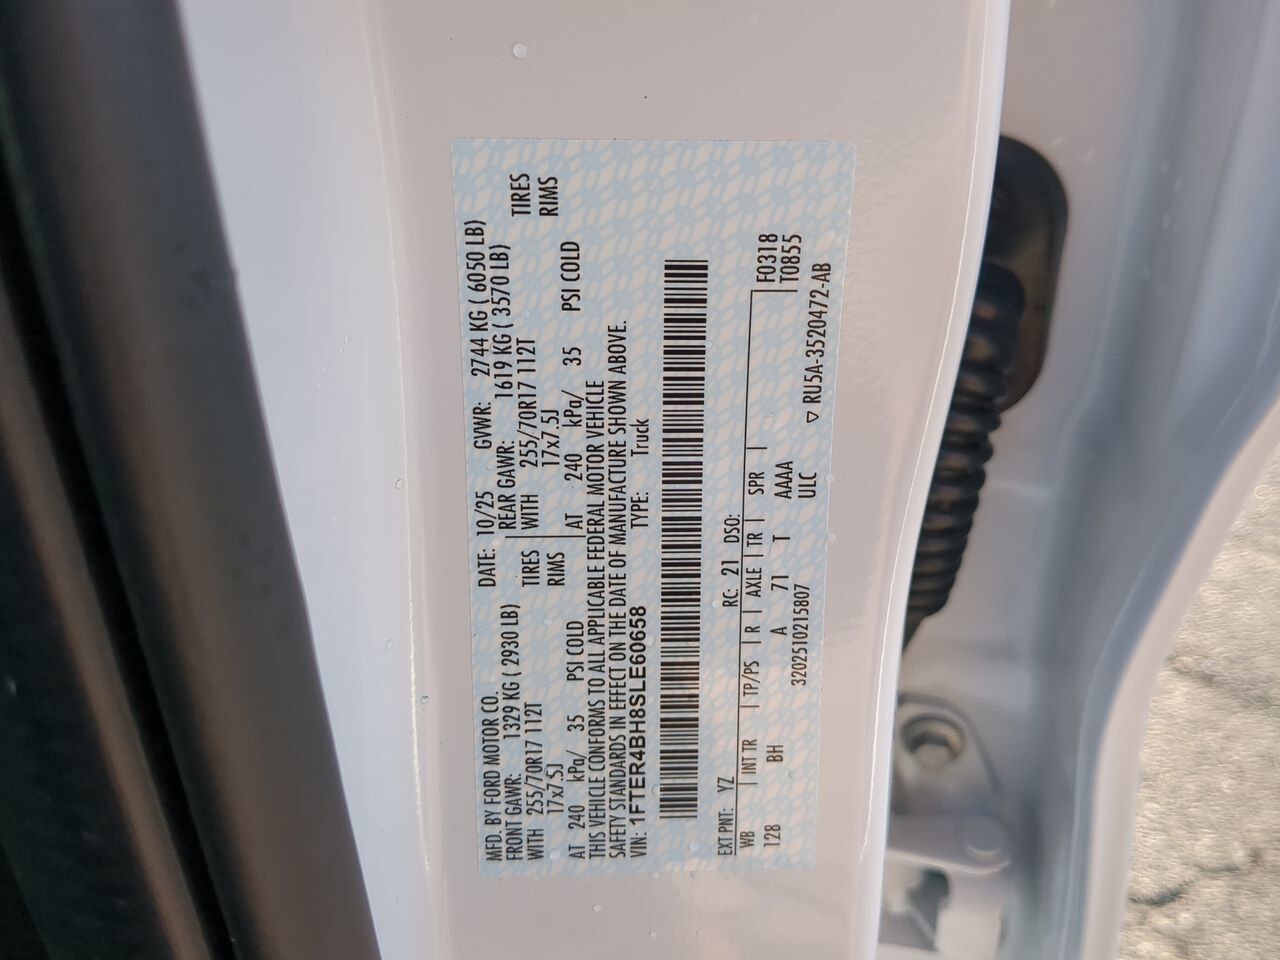 MFD. BY FORD MOTOR CO. DATE: 10/25 GVWR: 2744 KG ( 6050 LB)
FRONT GAWR: 1329 KG ( 2930 LB) REAR GAWR: 1619 KG ( 3570 LB)
WITH 255/70R17 112T TIRES WITH 255/70R17 112T TIRES
17x7.5J RIMS 17x7.5J RIMS
AT 240 kPa/ 35 PSI COLD AT 240 kPa/ 35 PSI COLD
THIS VEHICLE CONFORMS TO ALL APPLICABLE FEDERAL MOTOR VEHICLE
SAFETY STANDARDS IN EFFECT ON THE DATE OF MANUFACTURE SHOWN ABOVE.
VIN: 1FTER4BH8SLE60658 TYPE: Truck
EXT PNT: YZ RC: 21 DSO:
WB INT TR TP/PS R AXLE TR SPR F0318
128 BH A 71 T AAAA T0855
3202510215807 ULC
▽ RU5A-3520472-AB